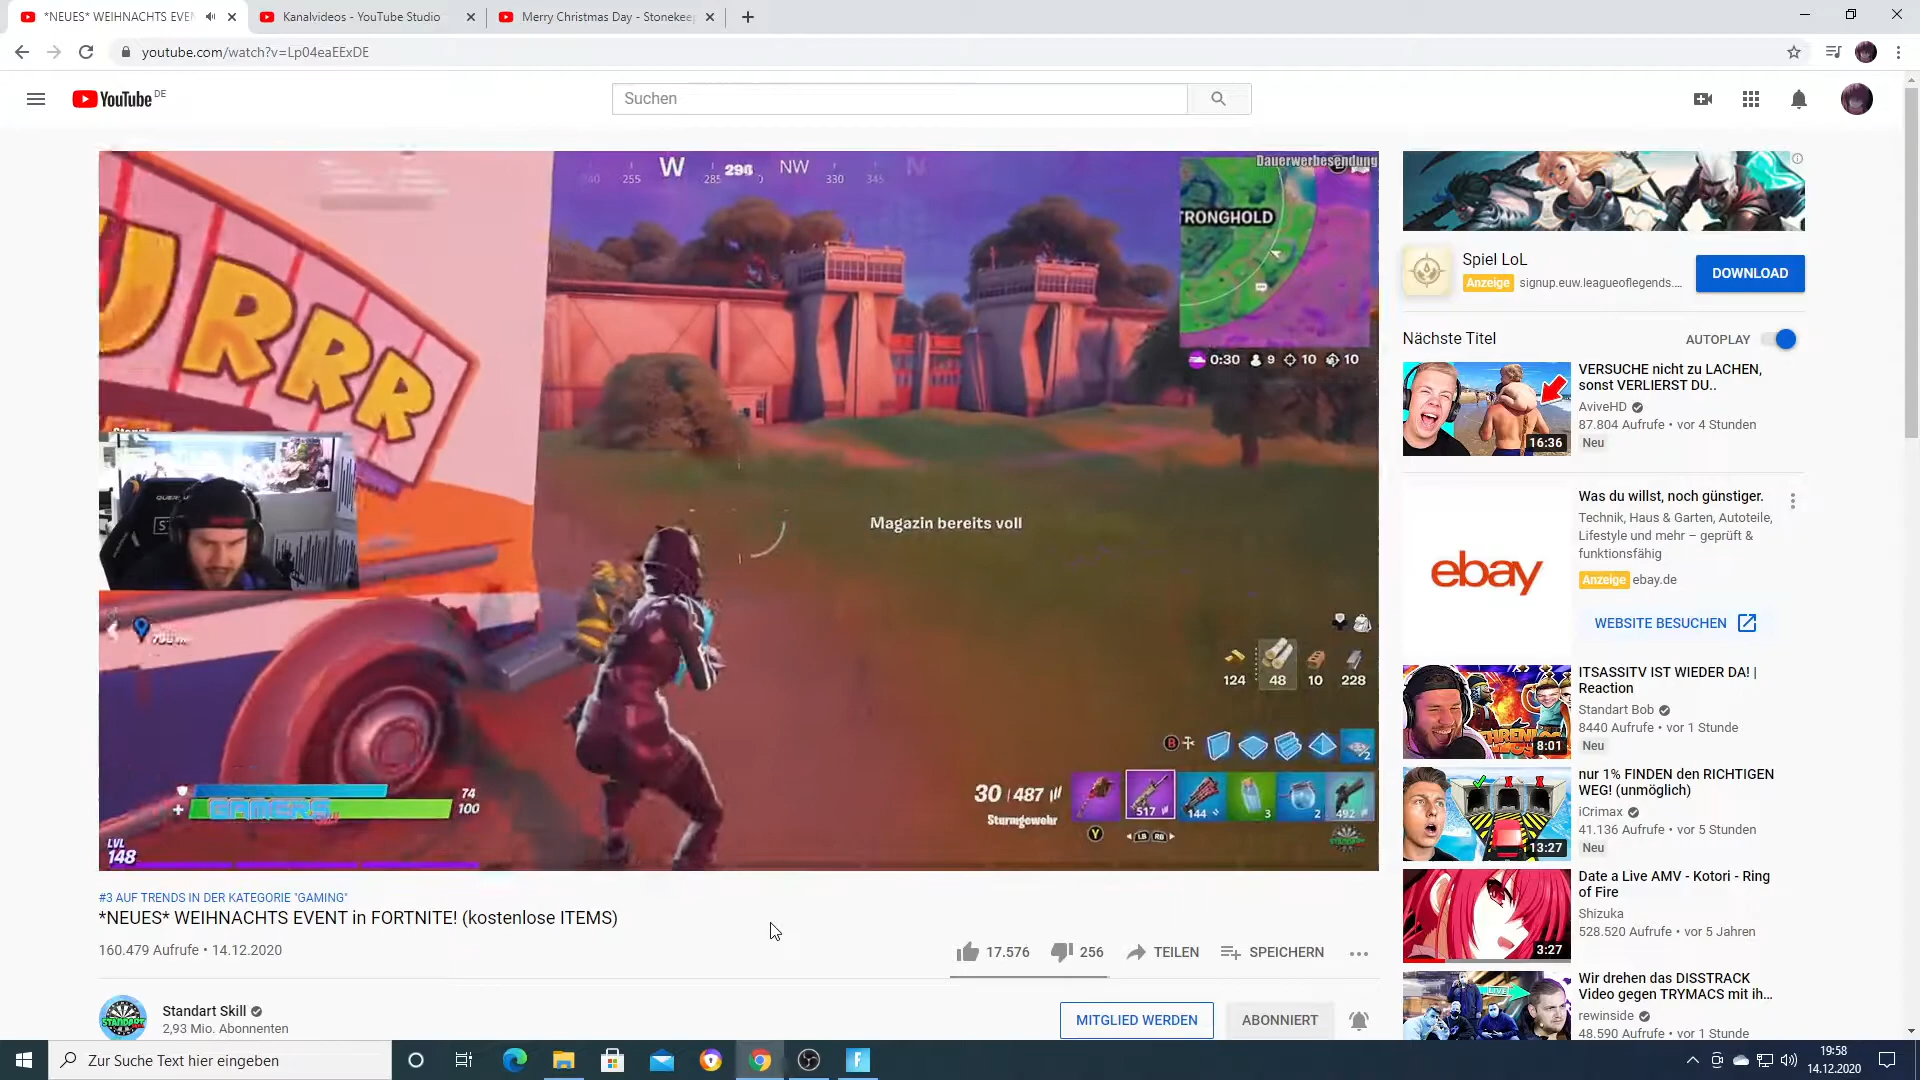 *NEUES* WEIHNACHTS EVEN
Kanalvideos - YouTube Studio
Merry Christmas Day - Stonekeep
youtube.com/watch?v=Lp04eaEExDE
YouTube DE
Suchen
240 255 W 285 296 NW 330 345 N
Dauerwerbesendung
TRONGHOLD
0:30 9 10 10
URRR
Magazin bereits voll
124 48 10 228
B
2
30 | 487
Sturmgewehr
517 144 3 2 492
Y
LB RB
74
100
GAMERS
LVL
148
#3 AUF TRENDS IN DER KATEGORIE "GAMING"
*NEUES* WEIHNACHTS EVENT in FORTNITE! (kostenlose ITEMS)
160.479 Aufrufe • 14.12.2020
17.576 256 TEILEN SPEICHERN
STANDART
Standart Skill
2,93 Mio. Abonnenten
MITGLIED WERDEN ABONNIERT
Spiel LoL
Anzeige signup.euw.leagueoflegends....
DOWNLOAD
Nächste Titel AUTOPLAY
VERSUCHE nicht zu LACHEN,
sonst VERLIERST DU..
AviveHD
87.804 Aufrufe • vor 4 Stunden
Neu
16:36
ebay
Was du willst, noch günstiger.
Technik, Haus & Garten, Autoteile,
Lifestyle und mehr – geprüft &
funktionsfähig
Anzeige ebay.de
WEBSITE BESUCHEN
ITSASSITV IST WIEDER DA! |
Reaction
Standart Bob
8440 Aufrufe • vor 1 Stunde
Neu
8:01
nur 1% FINDEN den RICHTIGEN
WEG! (unmöglich)
iCrimax
41.136 Aufrufe • vor 5 Stunden
Neu
13:27
Date a Live AMV - Kotori - Ring
of Fire
Shizuka
528.520 Aufrufe • vor 5 Jahren
3:27
LIVE
Wir drehen das DISSTRACK
Video gegen TRYMACS mit ih...
rewinside
48.590 Aufrufe • vor 1 Stunde
Zur Suche Text hier eingeben
19:58
14.12.2020